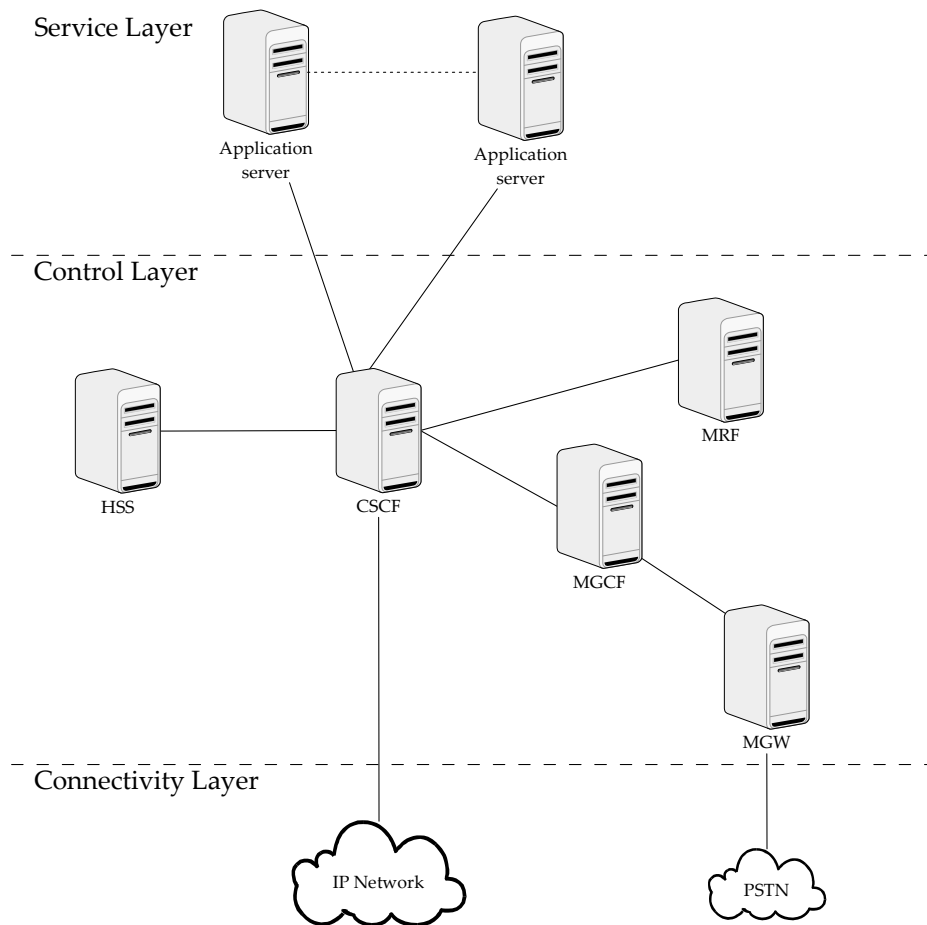 Service Layer
Application
server
Application
server
Control Layer
MRF
HSS
CSCF
MGCF
MGW
Connectivity Layer
IP Network
PSTN